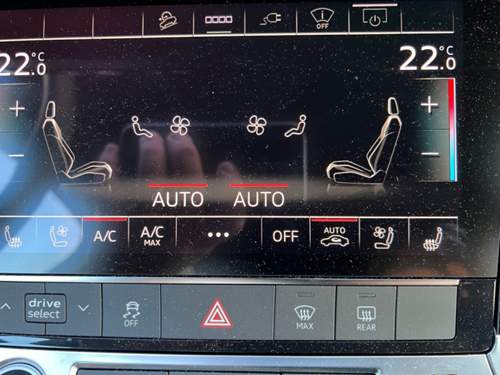 OFF
22.0 °C 22.0 °C
+ +
− −
AUTO AUTO
A/C A/C MAX ••• OFF AUTO
drive select
OFF
MAX
REAR